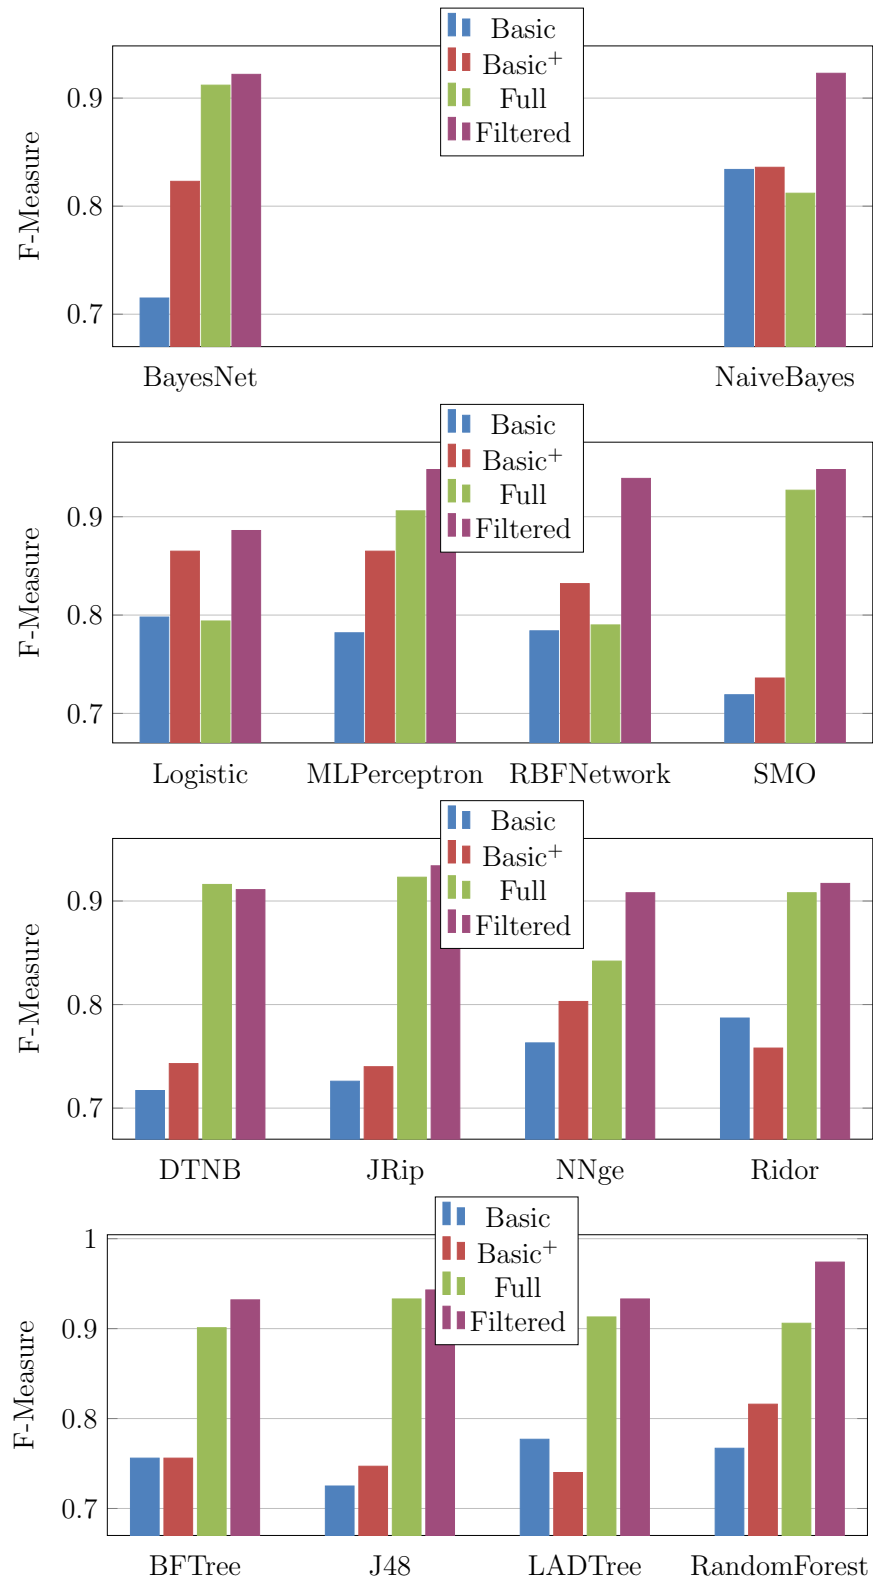 Basic
Basic+
Full
Filtered
0.9
0.8
0.7
F-Measure
BayesNet NaiveBayes
Basic
Basic+
Full
Filtered
0.9
0.8
0.7
F-Measure
Logistic MLPerceptron RBFNetwork SMO
Basic
Basic+
Full
Filtered
0.9
0.8
0.7
F-Measure
DTNB JRip NNge Ridor
Basic
Basic+
Full
Filtered
1
0.9
0.8
0.7
F-Measure
BFTree J48 LADTree RandomForest